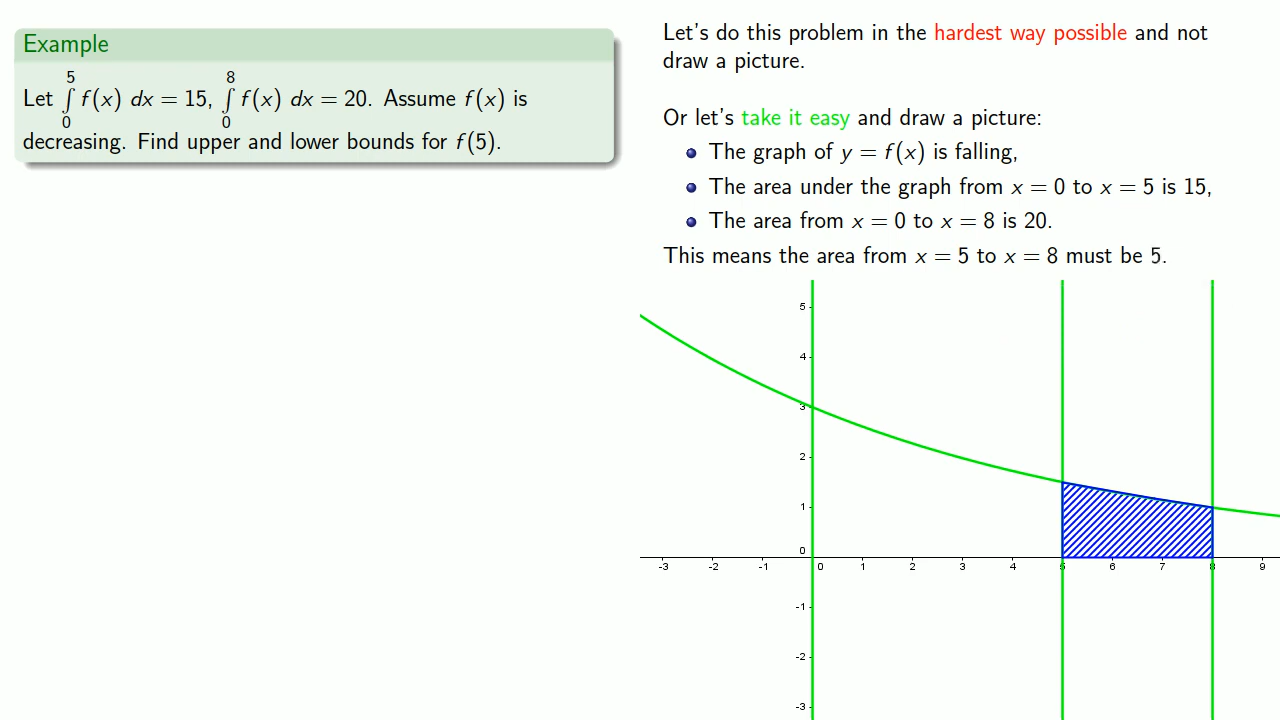 Example
Let ∫₀⁵ f(x) dx = 15, ∫₀⁸ f(x) dx = 20. Assume f(x) is
decreasing. Find upper and lower bounds for f(5).
Let's do this problem in the hardest way possible and not
draw a picture.
Or let's take it easy and draw a picture:
The graph of y = f(x) is falling,
The area under the graph from x = 0 to x = 5 is 15,
The area from x = 0 to x = 8 is 20.
This means the area from x = 5 to x = 8 must be 5.
5
4
3
2
1
0
-3 -2 -1 0 1 2 3 4 5 6 7 8 9
-1
-2
-3